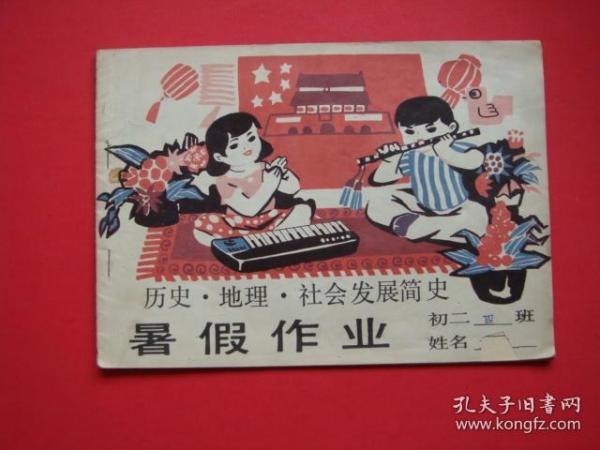 历史·地理·社会发展简史
暑假作业
初二 Ⅳ 班
姓名
孔夫子旧书网
www.kongfz.com